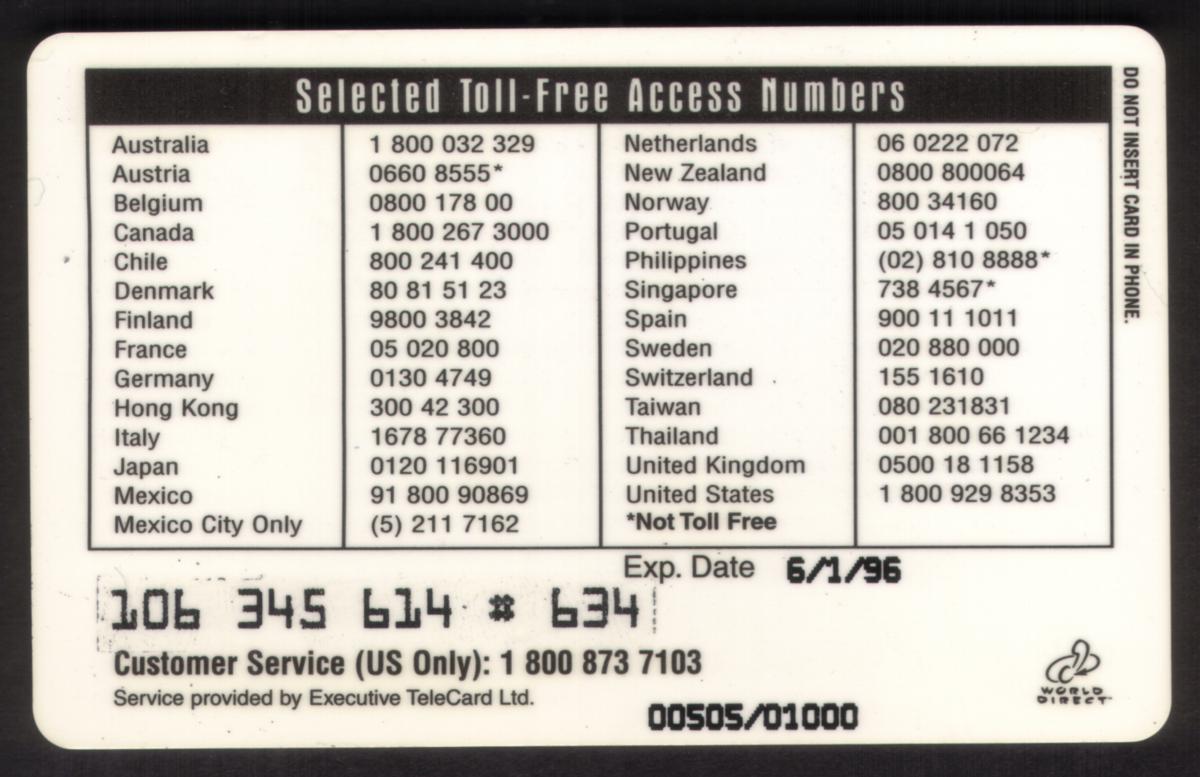 Selected Toll-Free Access Numbers
Australia 1 800 032 329 Netherlands 06 0222 072
Austria 0660 8555* New Zealand 0800 800064
Belgium 0800 178 00 Norway 800 34160
Canada 1 800 267 3000 Portugal 05 014 1 050
Chile 800 241 400 Philippines (02) 810 8888*
Denmark 80 81 51 23 Singapore 738 4567*
Finland 9800 3842 Spain 900 11 1011
France 05 020 800 Sweden 020 880 000
Germany 0130 4749 Switzerland 155 1610
Hong Kong 300 42 300 Taiwan 080 231831
Italy 1678 77360 Thailand 001 800 66 1234
Japan 0120 116901 United Kingdom 0500 18 1158
Mexico 91 800 90869 United States 1 800 929 8353
Mexico City Only (5) 211 7162 *Not Toll Free
DO NOT INSERT CARD IN PHONE.
Exp. Date 6/1/96
106 345 614 # 634
Customer Service (US Only): 1 800 873 7103
Service provided by Executive TeleCard Ltd.
00505/01000
WORLD
DIRECT